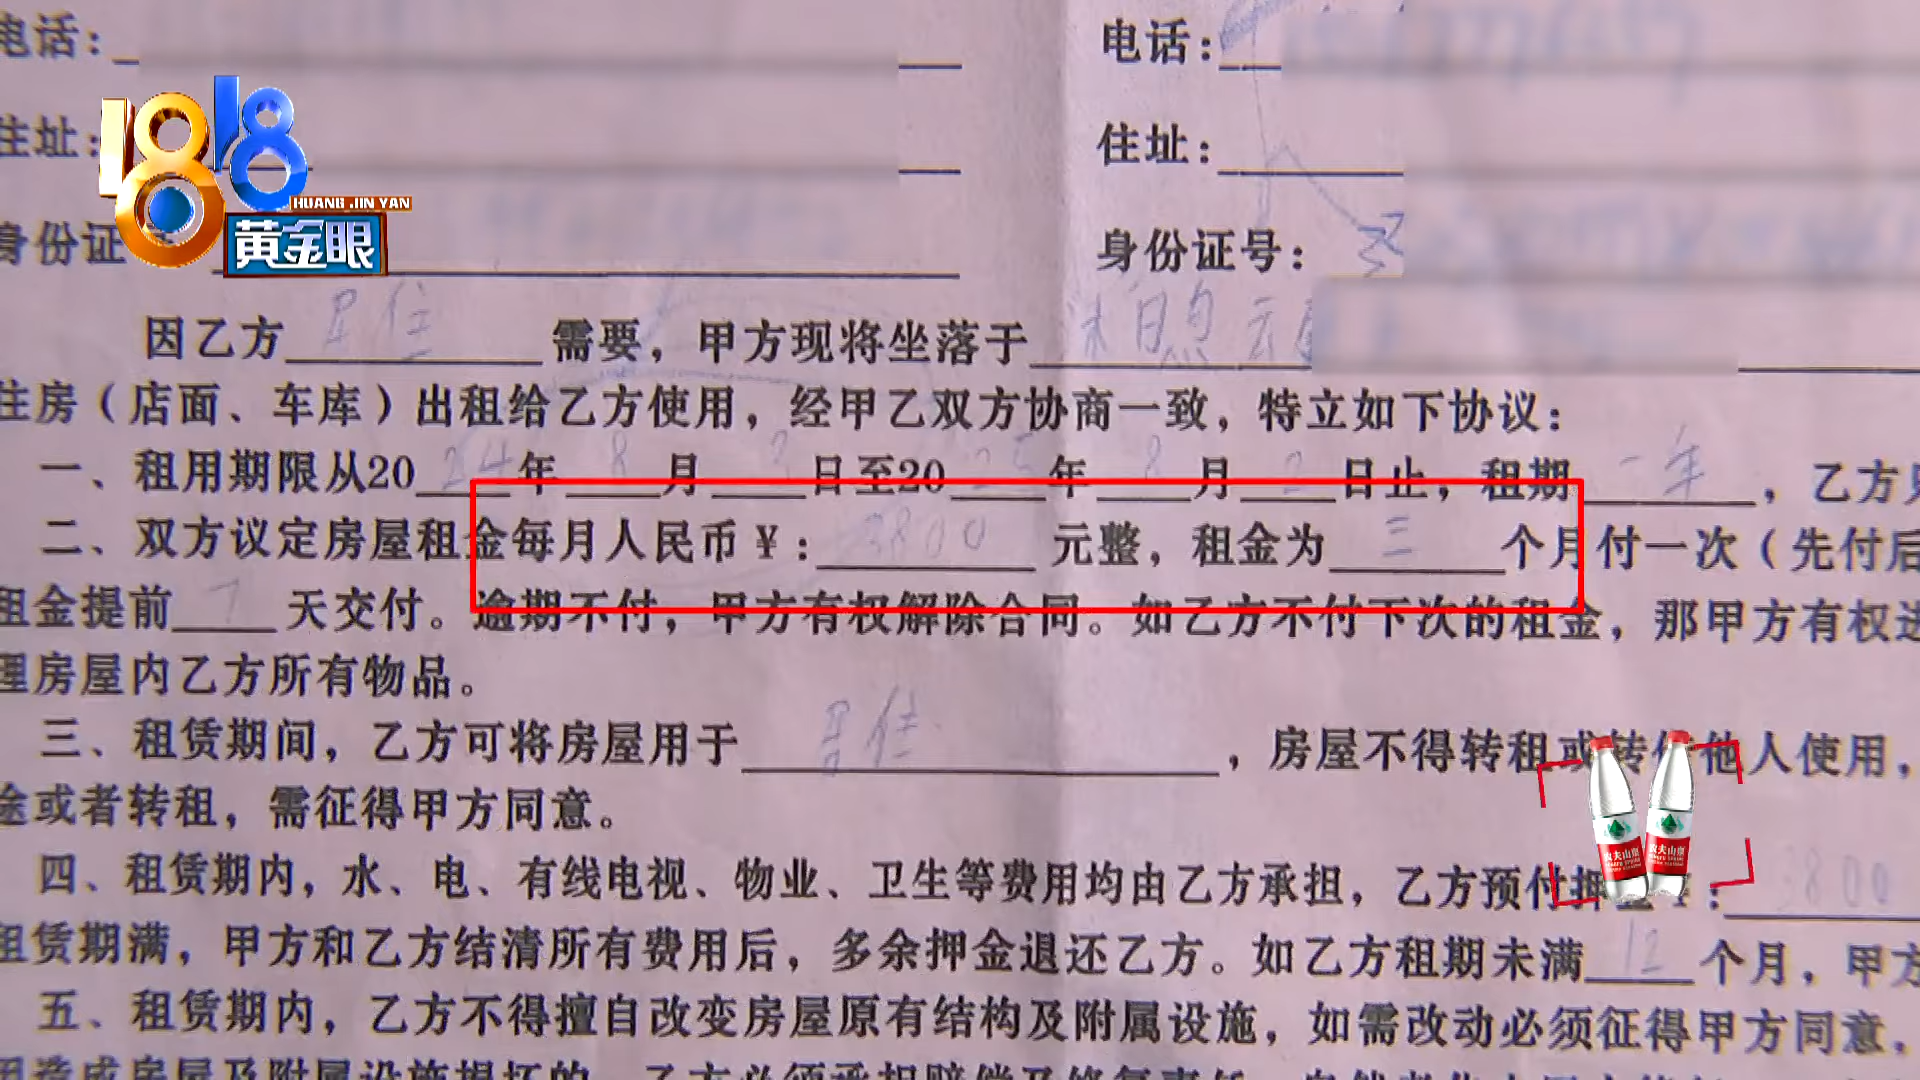 电话：
电话：
1818
HUANG JIN YAN
黄金眼
住址：
住址：
身份证
身份证号：
因乙方 居住 需要，甲方现将坐落于
住房（店面、车库）出租给乙方使用，经甲乙双方协商一致，特立如下协议：
一、租用期限从20 24 年 8 月 3 日至20 25 年 8 月 2 日止，租期 一年 ，乙方
二、双方议定房屋租金每月人民币￥：3800 元整，租金为 三 个月付一次（先付后
租金提前 7 天交付。逾期不付，甲方有权解除合同。如乙方不付下次的租金，那甲方有权进
理房屋内乙方所有物品。
三、租赁期间，乙方可将房屋用于 居住 ，房屋不得转租或转借他人使用，
途或者转租，需征得甲方同意。
农夫山泉
农夫山泉
四、租赁期内，水、电、有线电视、物业、卫生等费用均由乙方承担，乙方预付押金￥：3800
租赁期满，甲方和乙方结清所有费用后，多余押金退还乙方。如乙方租期未满 12 个月，甲方
五、租赁期内，乙方不得擅自改变房屋原有结构及附属设施，如需改动必须征得甲方同意，